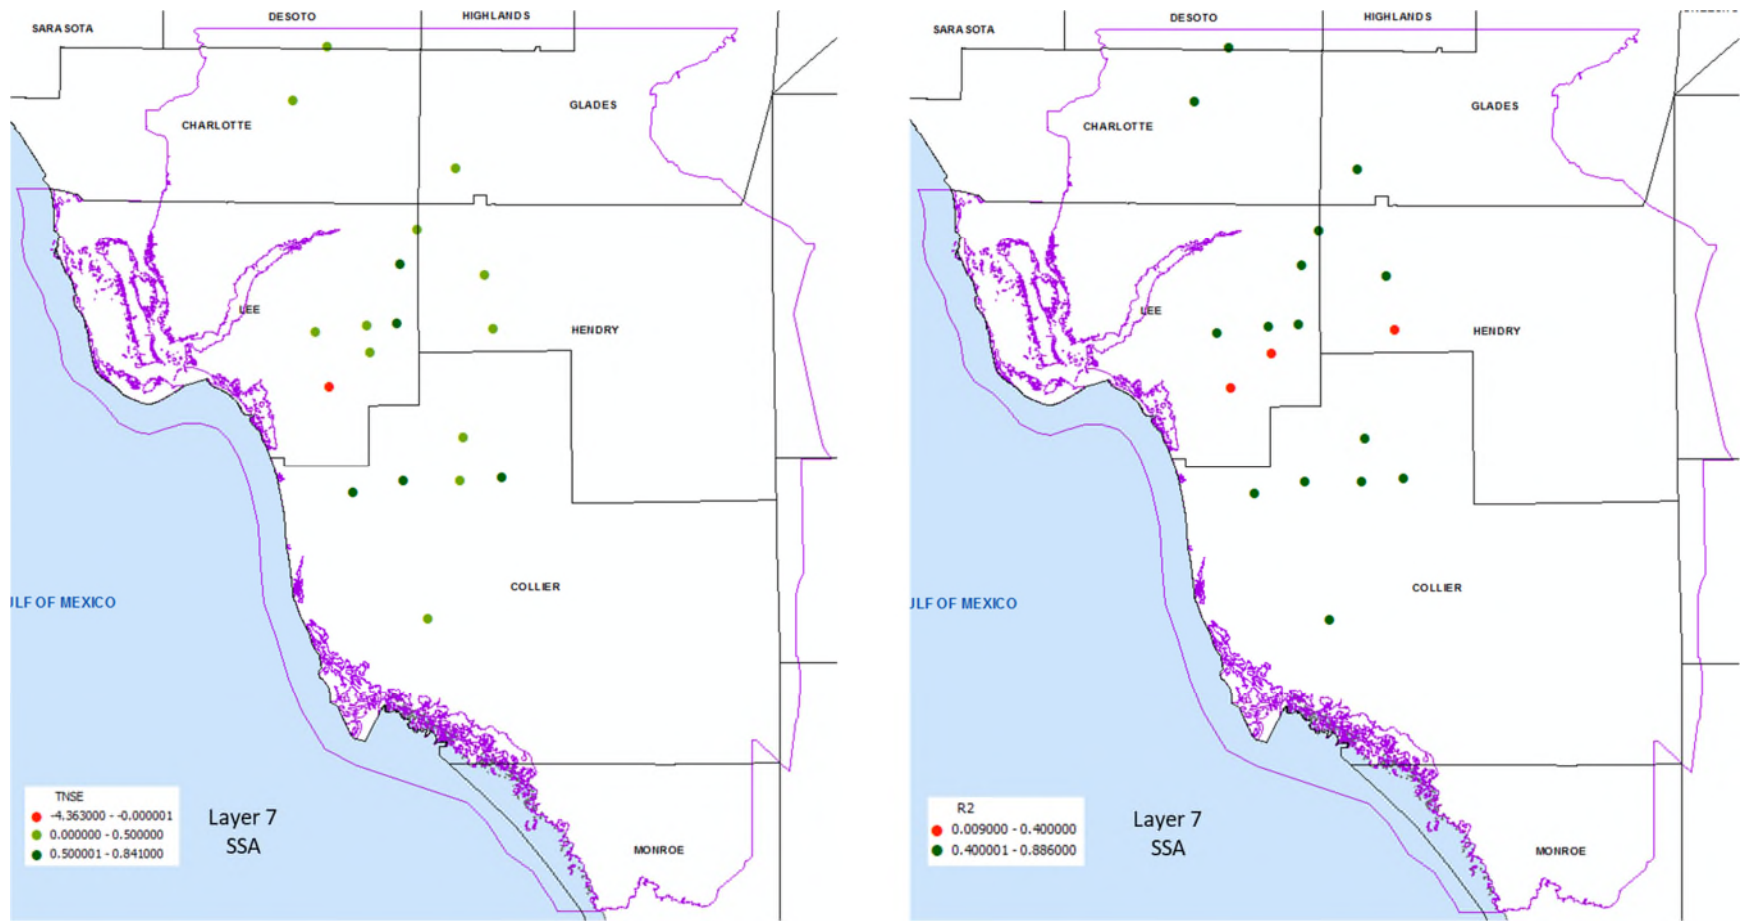 DESOTO
HIGHLANDS
SARASOTA
GLADES
CHARLOTTE
LEE
HENDRY
COLLIER
ULF OF MEXICO
MONROE
TNSE
-4.363000 - -0.000001
0.000000 - 0.500000
0.500001 - 0.841000
Layer 7
SSA
DESOTO
HIGHLANDS
SARASOTA
GLADES
CHARLOTTE
LEE
HENDRY
COLLIER
ULF OF MEXICO
MONROE
R2
0.009000 - 0.400000
0.400001 - 0.886000
Layer 7
SSA